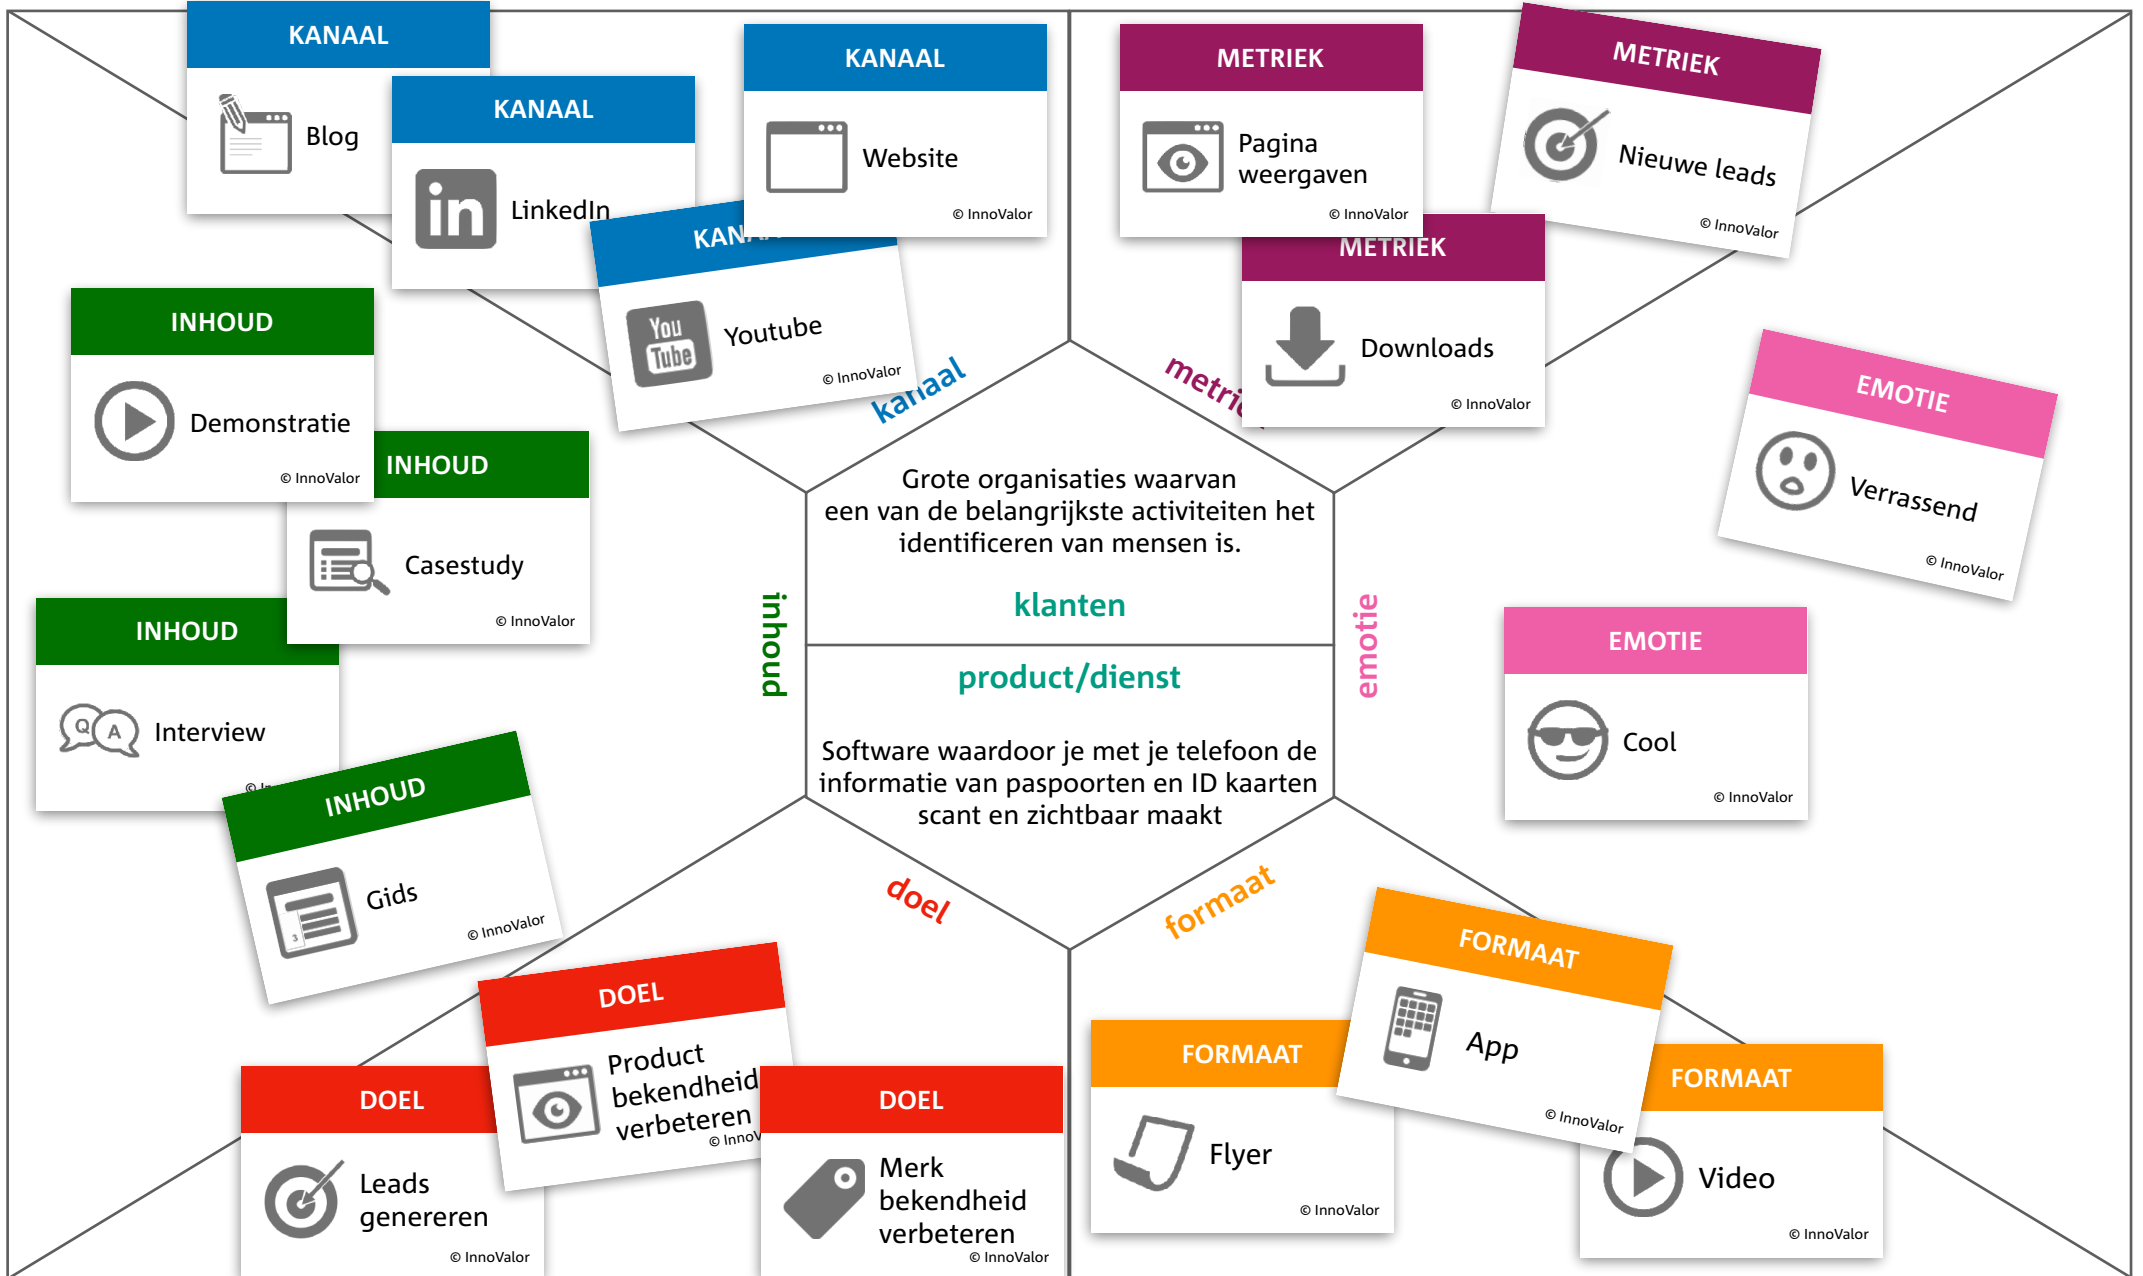 KANAAL
Blog
KANAAL
in
LinkedIn
KANAAL
Website
© InnoValor
You
Tube
Youtube
© InnoValor
kanaal
METRIEK
Pagina
weergaven
© InnoValor
METRIEK
Nieuwe leads
© InnoValor
METRIEK
Downloads
© InnoValor
INHOUD
Demonstratie
© InnoValor
INHOUD
Casestudy
© InnoValor
INHOUD
Q A
Interview
INHOUD
3
Gids
© InnoValor
inhoud
Grote organisaties waarvan
een van de belangrijkste activiteiten het
identificeren van mensen is.
klanten
product/dienst
Software waardoor je met je telefoon de
informatie van paspoorten en ID kaarten
scant en zichtbaar maakt
emotie
EMOTIE
Verrassend
© InnoValor
EMOTIE
Cool
© InnoValor
doel
DOEL
Product
bekendheid
verbeteren
DOEL
Leads
genereren
© InnoValor
DOEL
Merk
bekendheid
verbeteren
© InnoValor
formaat
FORMAAT
Flyer
© InnoValor
FORMAAT
App
© InnoValor
FORMAAT
Video
© InnoValor